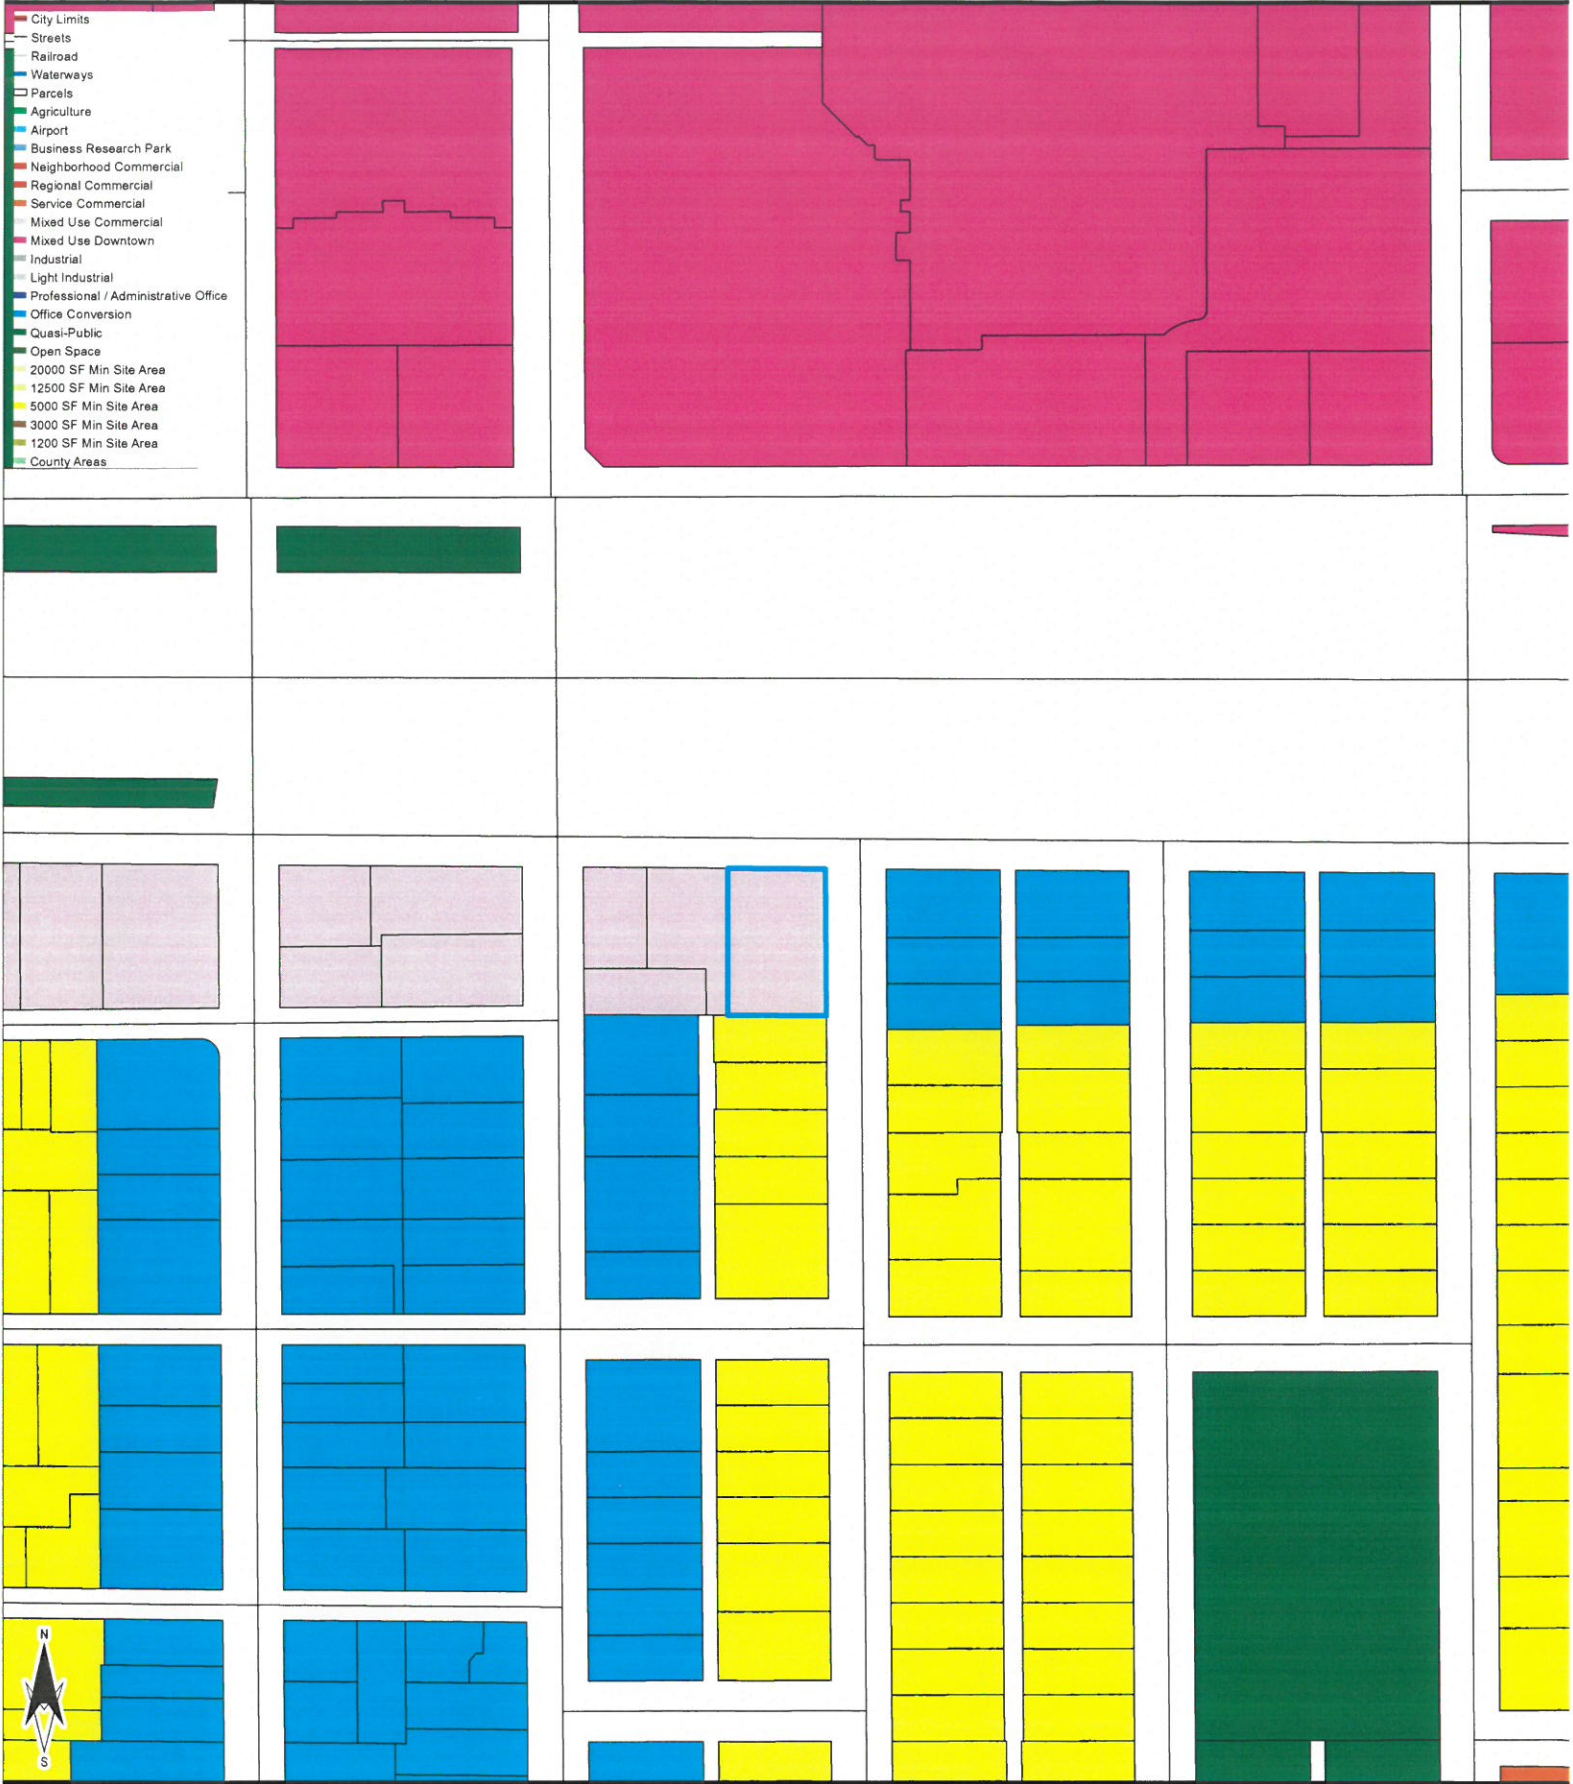 City Limits
Streets
Railroad
Waterways
Parcels
Agriculture
Airport
Business Research Park
Neighborhood Commercial
Regional Commercial
Service Commercial
Mixed Use Commercial
Mixed Use Downtown
Industrial
Light Industrial
Professional / Administrative Office
Office Conversion
Quasi-Public
Open Space
20000 SF Min Site Area
12500 SF Min Site Area
5000 SF Min Site Area
3000 SF Min Site Area
1200 SF Min Site Area
County Areas
N
S